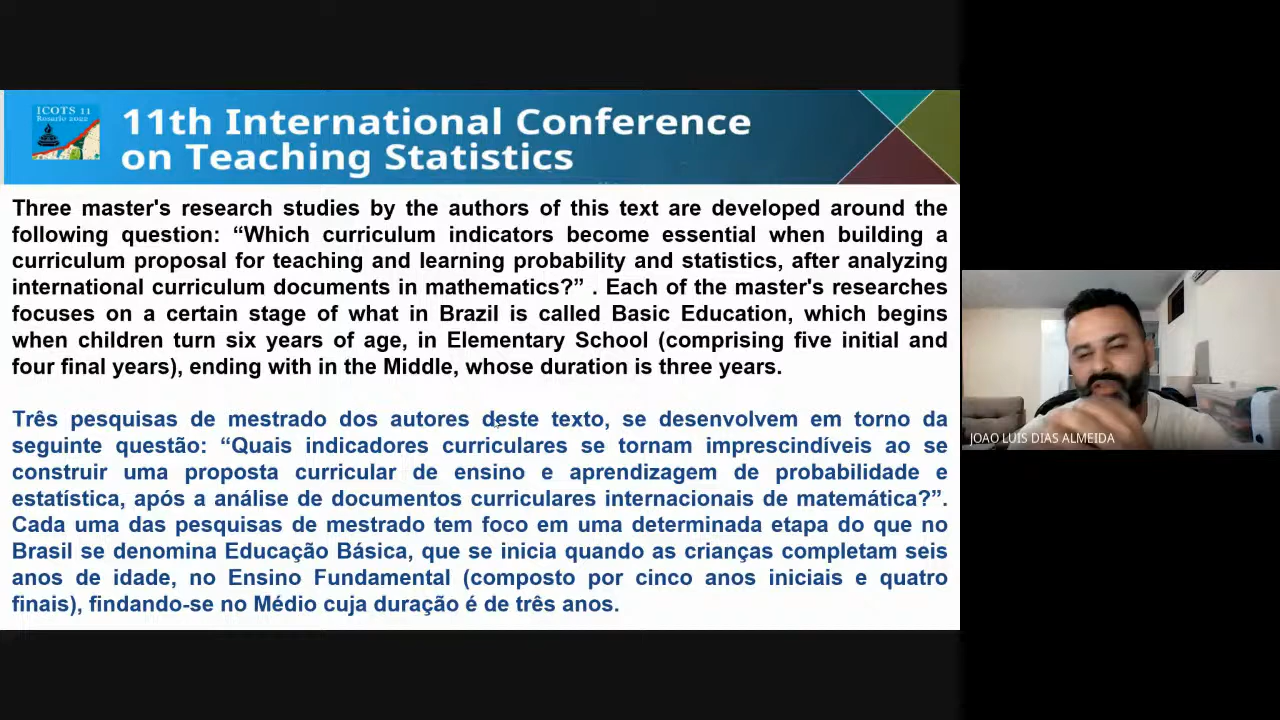 ICOTS 11
Rosario 2022
11th International Conference
on Teaching Statistics
Three master's research studies by the authors of this text are developed around the
following question: “Which curriculum indicators become essential when building a
curriculum proposal for teaching and learning probability and statistics, after analyzing
international curriculum documents in mathematics?” . Each of the master's researches
focuses on a certain stage of what in Brazil is called Basic Education, which begins
when children turn six years of age, in Elementary School (comprising five initial and
four final years), ending with in the Middle, whose duration is three years.
Três pesquisas de mestrado dos autores deste texto, se desenvolvem em torno da
seguinte questão: “Quais indicadores curriculares se tornam imprescindíveis ao se
construir uma proposta curricular de ensino e aprendizagem de probabilidade e
estatística, após a análise de documentos curriculares internacionais de matemática?”.
Cada uma das pesquisas de mestrado tem foco em uma determinada etapa do que no
Brasil se denomina Educação Básica, que se inicia quando as crianças completam seis
anos de idade, no Ensino Fundamental (composto por cinco anos iniciais e quatro
finais), findando-se no Médio cuja duração é de três anos.
JOAO LUIS DIAS ALMEIDA